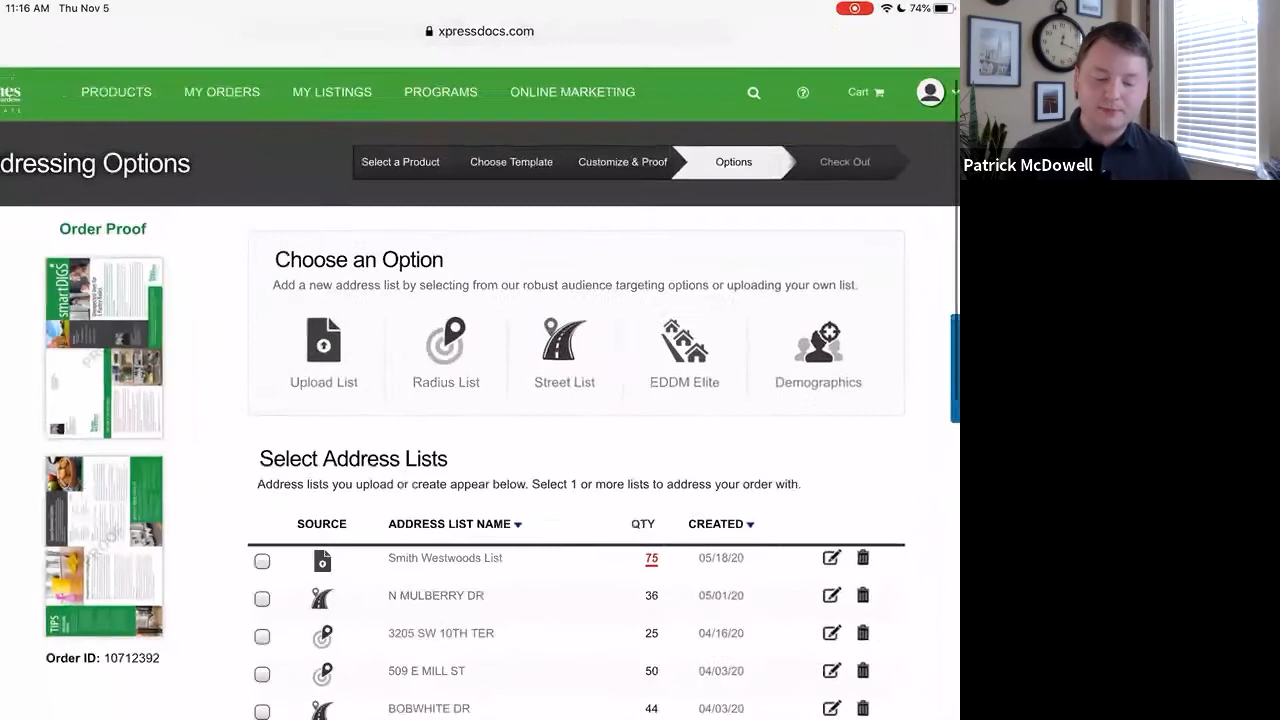 11:16 AM Thu Nov 5
74%
xpressdocs.com
PRODUCTS MY ORDERS MY LISTINGS PROGRAMS ONLINE MARKETING Cart
dressing Options
Select a Product Choose Template Customize & Proof Options Check Out
Patrick McDowell
Order Proof
smartDIGS
TIPS
Order ID: 10712392
Choose an Option
Add a new address list by selecting from our robust audience targeting options or uploading your own list.
Upload List Radius List Street List EDDM Elite Demographics
Select Address Lists
Address lists you upload or create appear below. Select 1 or more lists to address your order with.
SOURCE ADDRESS LIST NAME QTY CREATED
Smith Westwoods List 75 05/18/20
N MULBERRY DR 36 05/01/20
3205 SW 10TH TER 25 04/16/20
509 E MILL ST 50 04/03/20
BOBWHITE DR 44 04/03/20